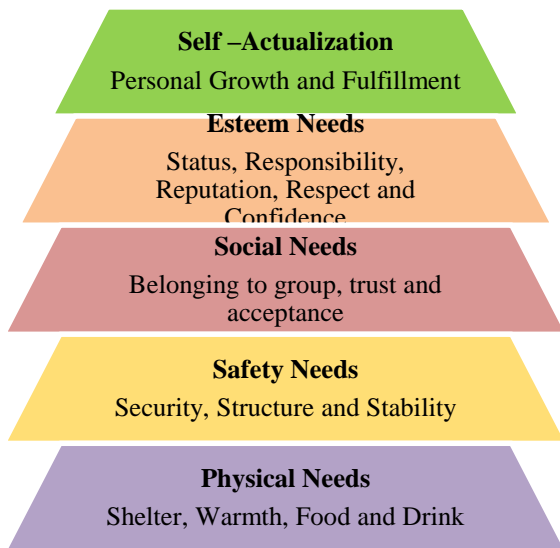 Self –Actualization
Personal Growth and Fulfillment
Esteem Needs
Status, Responsibility,
Reputation, Respect and
Confidence
Social Needs
Belonging to group, trust and
acceptance
Safety Needs
Security, Structure and Stability
Physical Needs
Shelter, Warmth, Food and Drink